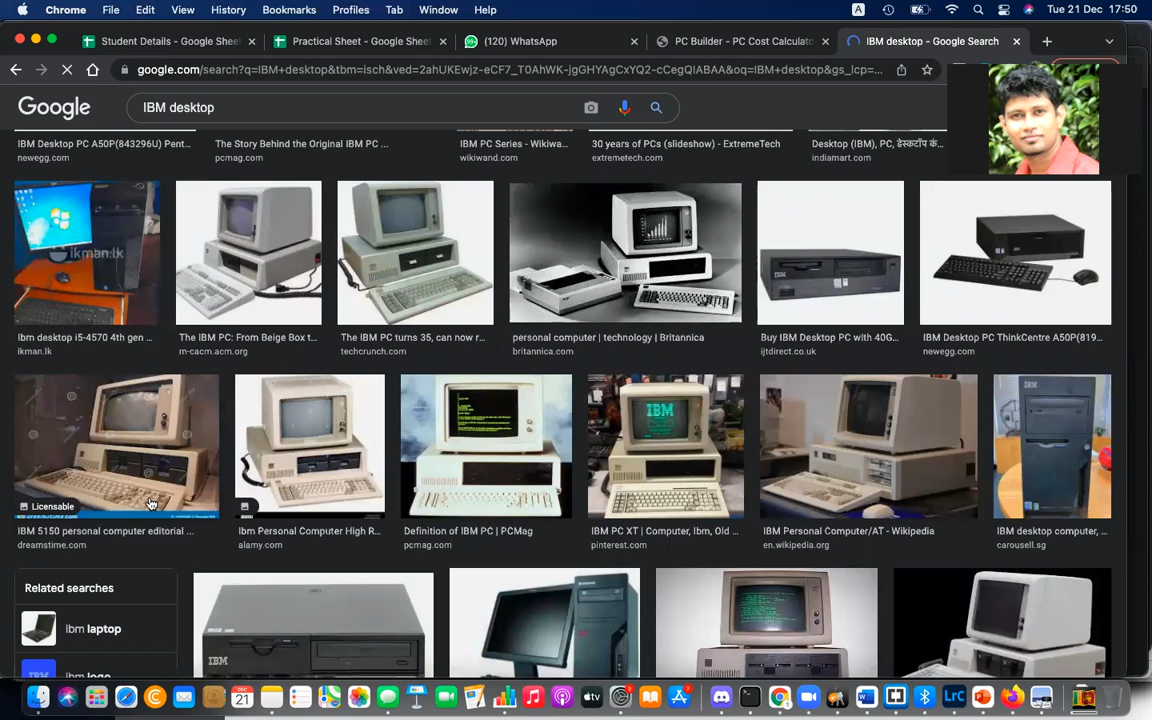 Chrome File Edit View History Bookmarks Profiles Tab Window Help A Tue 21 Dec 17:50
Student Details - Google Sheet Practical Sheet - Google Sheet (120) WhatsApp PC Builder - PC Cost Calculato IBM desktop - Google Search
google.com/search?q=IBM+desktop&tbm=isch&ved=2ahUKEwjz-eCF7_T0AhWK-jgGHYAgCxYQ2-cCegQIABAA&oq=IBM+desktop&gs_lcp=...
Google IBM desktop
IBM Desktop PC A50P(843296U) Pent... The Story Behind the Original IBM PC ... IBM PC Series - Wikiwa... 30 years of PCs (slideshow) - ExtremeTech Desktop (IBM), PC, डेस्कटॉप कं...
newegg.com pcmag.com wikiwand.com extremetech.com indiamart.com
ikman.lk
IBM
Ibm desktop i5-4570 4th gen ... The IBM PC: From Beige Box t... The IBM PC turns 35, can now r... personal computer | technology | Britannica Buy IBM Desktop PC with 40G... IBM Desktop PC ThinkCentre A50P(819...
ikman.lk m-cacm.acm.org techcrunch.com britannica.com ijtdirect.co.uk newegg.com
IBM
Licensable
IBM 5150 personal computer editorial ... Ibm Personal Computer High R... Definition of IBM PC | PCMag IBM PC XT | Computer, Ibm, Old ... IBM Personal Computer/AT - Wikipedia IBM desktop computer, ...
dreamstime.com alamy.com pcmag.com pinterest.com en.wikipedia.org carousell.sg
Related searches
ibm laptop
IBM
ibm logo
DEC
21